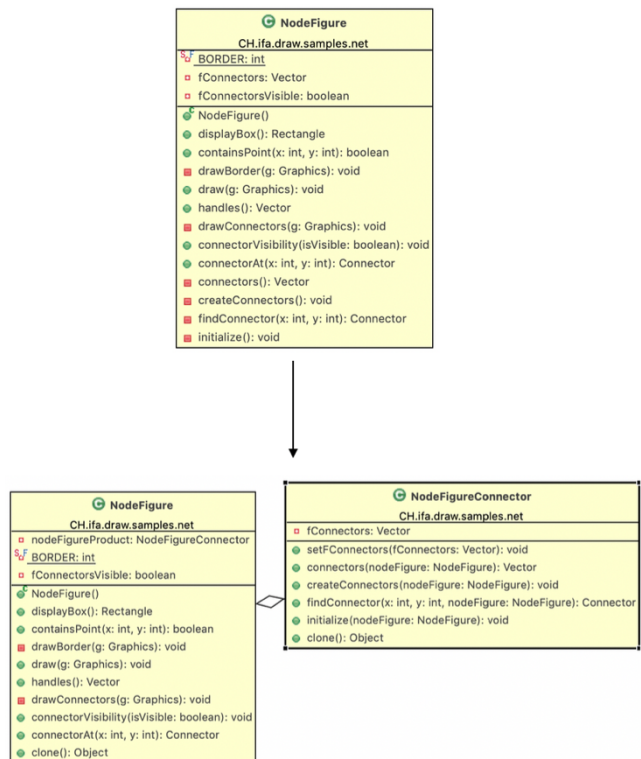 NodeFigure
CH.ifa.draw.samples.net
BORDER: int
fConnectors: Vector
fConnectorsVisible: boolean
NodeFigure()
displayBox(): Rectangle
containsPoint(x: int, y: int): boolean
drawBorder(g: Graphics): void
draw(g: Graphics): void
handles(): Vector
drawConnectors(g: Graphics): void
connectorVisibility(isVisible: boolean): void
connectorAt(x: int, y: int): Connector
connectors(): Vector
createConnectors(): void
findConnector(x: int, y: int): Connector
initialize(): void
NodeFigure
CH.ifa.draw.samples.net
nodeFigureProduct: NodeFigureConnector
BORDER: int
fConnectorsVisible: boolean
NodeFigure()
displayBox(): Rectangle
containsPoint(x: int, y: int): boolean
drawBorder(g: Graphics): void
draw(g: Graphics): void
handles(): Vector
drawConnectors(g: Graphics): void
connectorVisibility(isVisible: boolean): void
connectorAt(x: int, y: int): Connector
clone(): Object
NodeFigureConnector
CH.ifa.draw.samples.net
fConnectors: Vector
setFConnectors(fConnectors: Vector): void
connectors(nodeFigure: NodeFigure): Vector
createConnectors(nodeFigure: NodeFigure): void
findConnector(x: int, y: int, nodeFigure: NodeFigure): Connector
initialize(nodeFigure: NodeFigure): void
clone(): Object